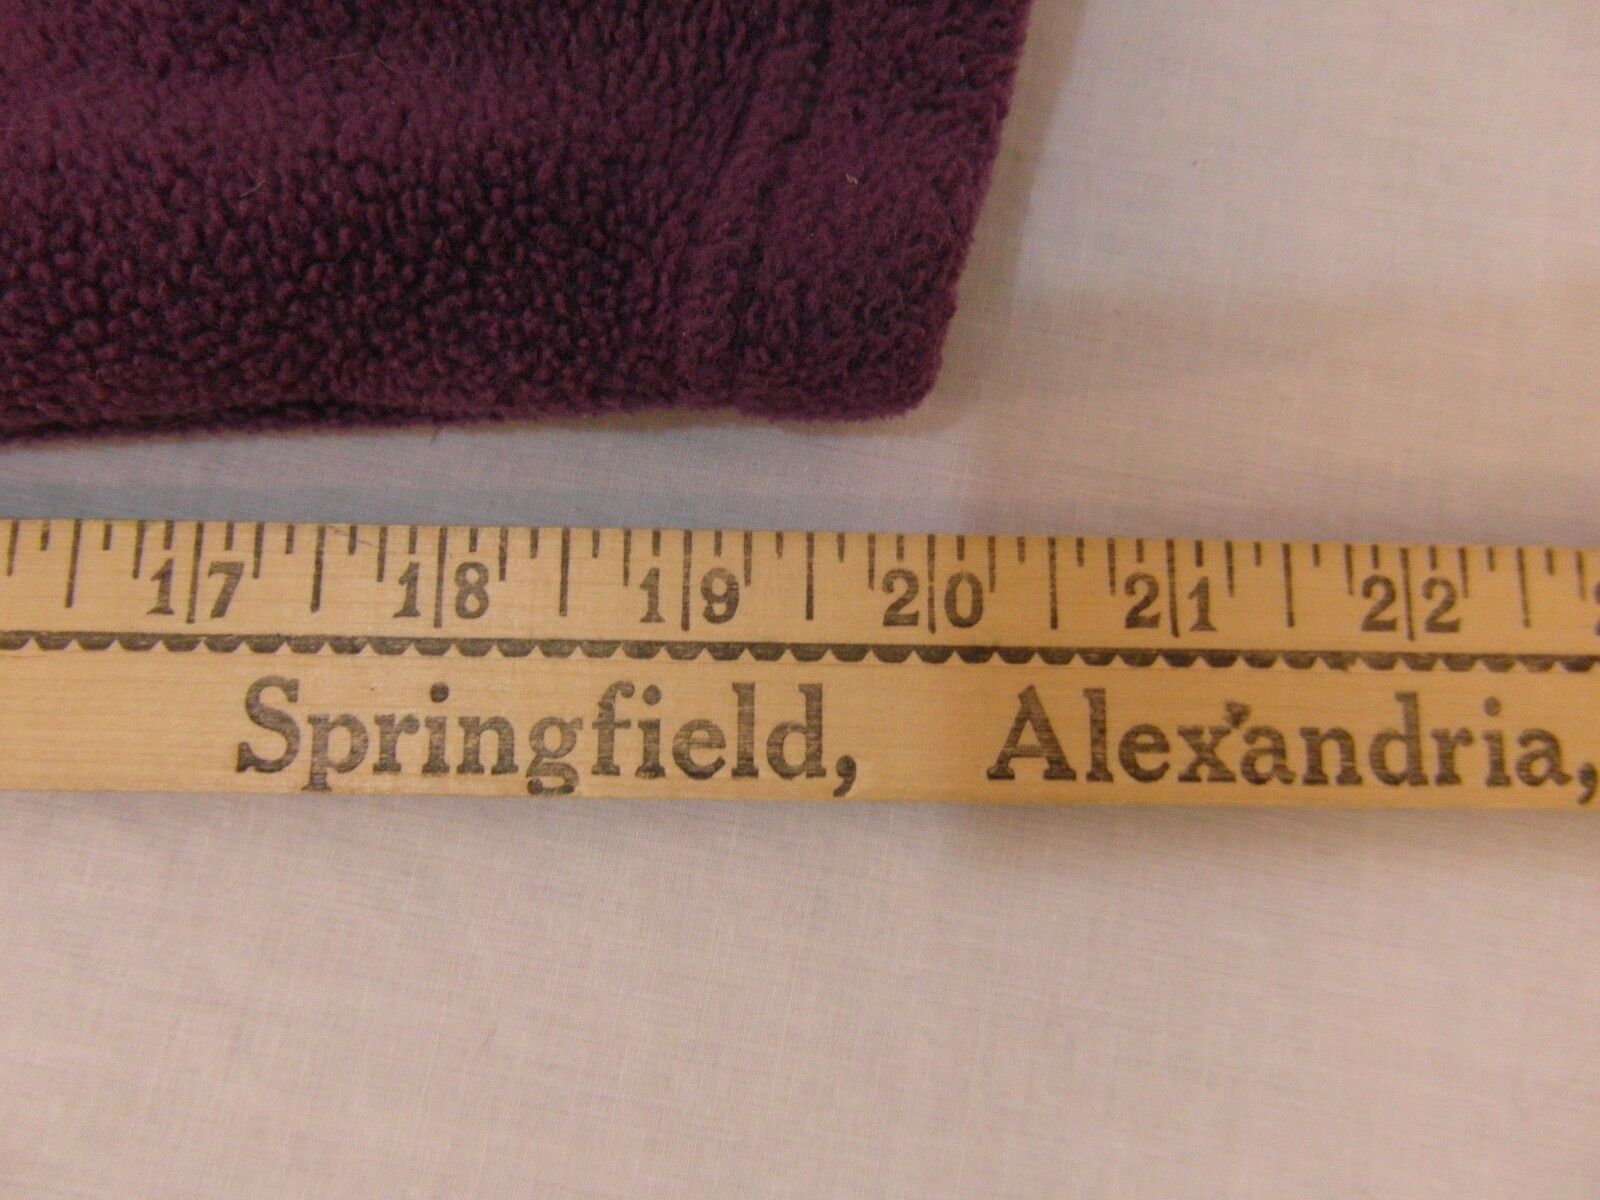 17 18 19 20 21 22
Springfield, Alexandria,